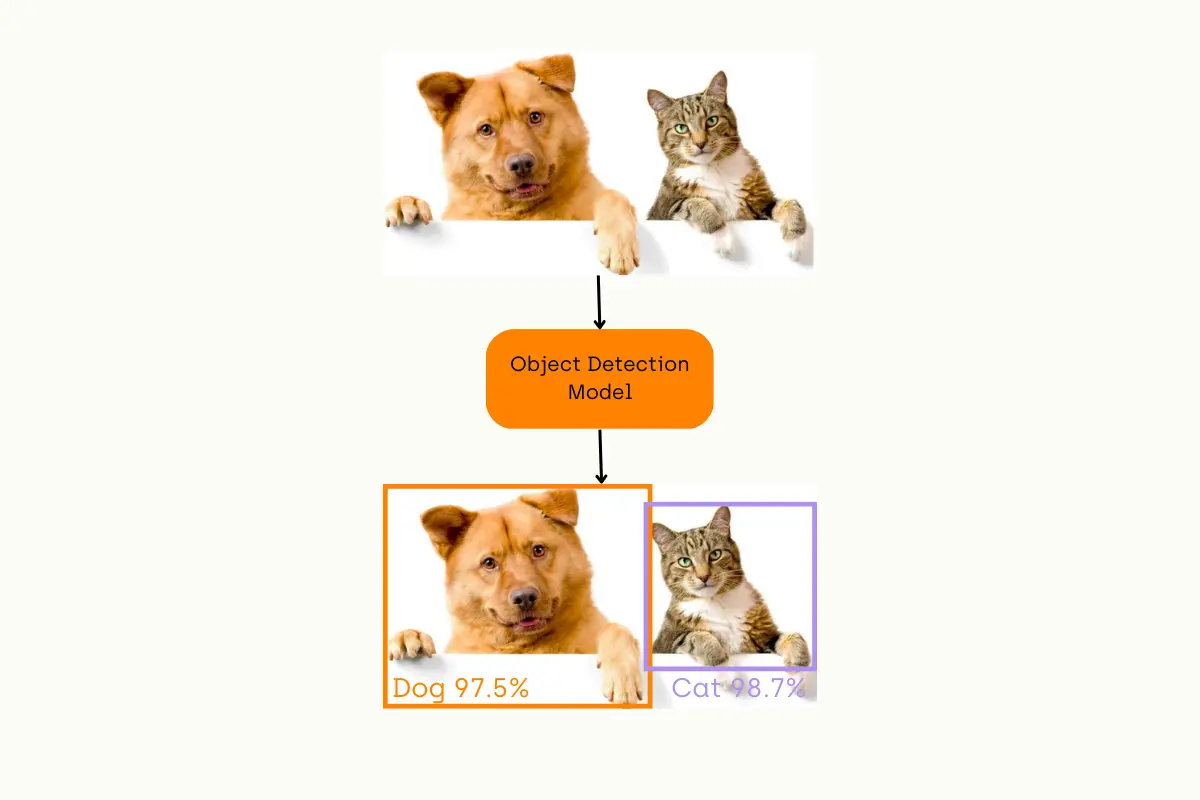 Object Detection
Model
Dog 97.5%
Cat 98.7%